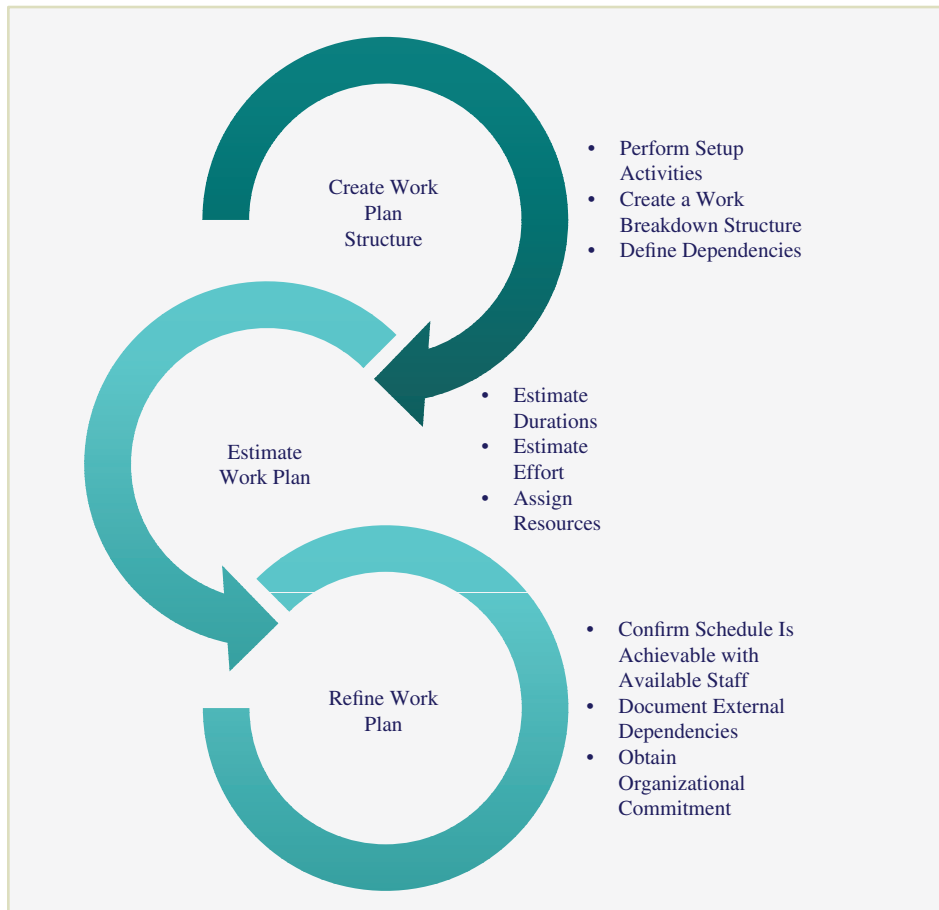 Create Work
Plan
Structure
• Perform Setup
Activities
• Create a Work
Breakdown Structure
• Define Dependencies
Estimate
Work Plan
• Estimate
Durations
• Estimate
Effort
• Assign
Resources
Refine Work
Plan
• Confirm Schedule Is
Achievable with
Available Staff
• Document External
Dependencies
• Obtain
Organizational
Commitment